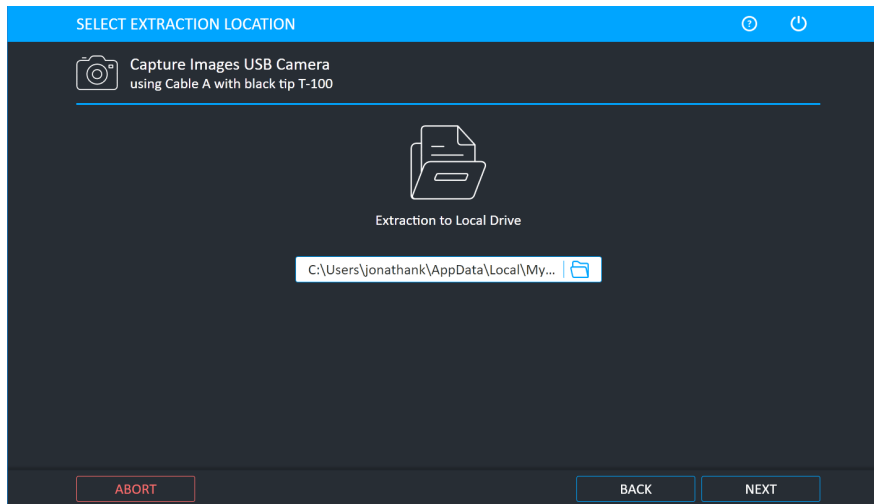 SELECT EXTRACTION LOCATION
Capture Images USB Camera
using Cable A with black tip T-100
Extraction to Local Drive
C:\Users\jonathank\AppData\Local\My...
ABORT
BACK
NEXT